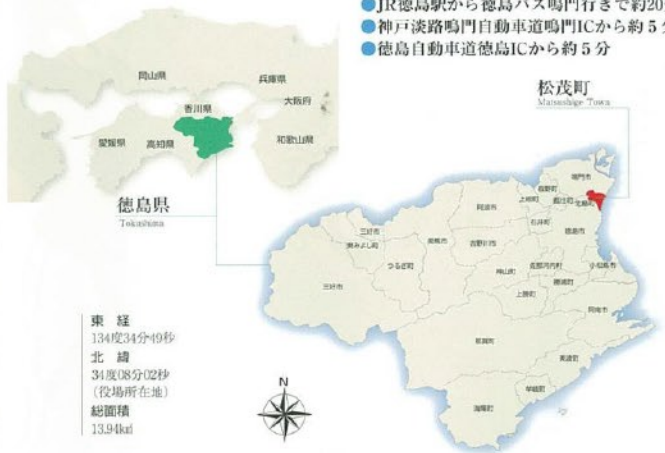 ●JR徳島駅から徳島バス鳴門行きで約20
●神戸淡路鳴門自動車道鳴門ICから約5分
●徳島自動車道徳島ICから約5分
岡山県
兵庫県
香川県
大阪府
愛媛県
高知県
和歌山県
徳島県
Tokushima
松茂町
Matsushige Town
鳴門市
板野町
上板町
藍住町
北島町
阿波市
石井町
徳島市
三好市
東みよし町
美馬市
吉野川市
つるぎ町
神山町
佐那河内村
小松島市
勝浦町
上勝町
三好市
阿南市
那賀町
美波町
牟岐町
海陽町
東経
134度34分49秒
北緯
34度08分02秒
(役場所在地)
総面積
13.94㎢
N